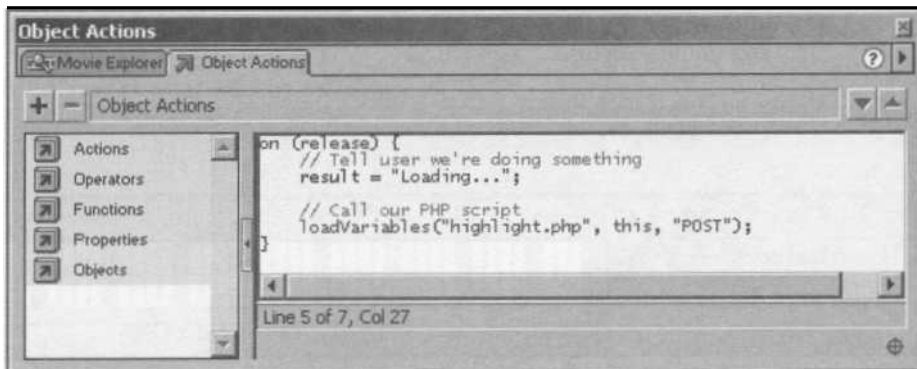 Object Actions
Movie Explorer Object Actions
?
+ - Object Actions
Actions
Operators
Functions
Properties
Objects
on (release) {
// Tell user we're doing something
result = "Loading...";
// Call our PHP script
loadVariables("highlight.php", this, "POST");
}
Line 5 of 7, Col 27